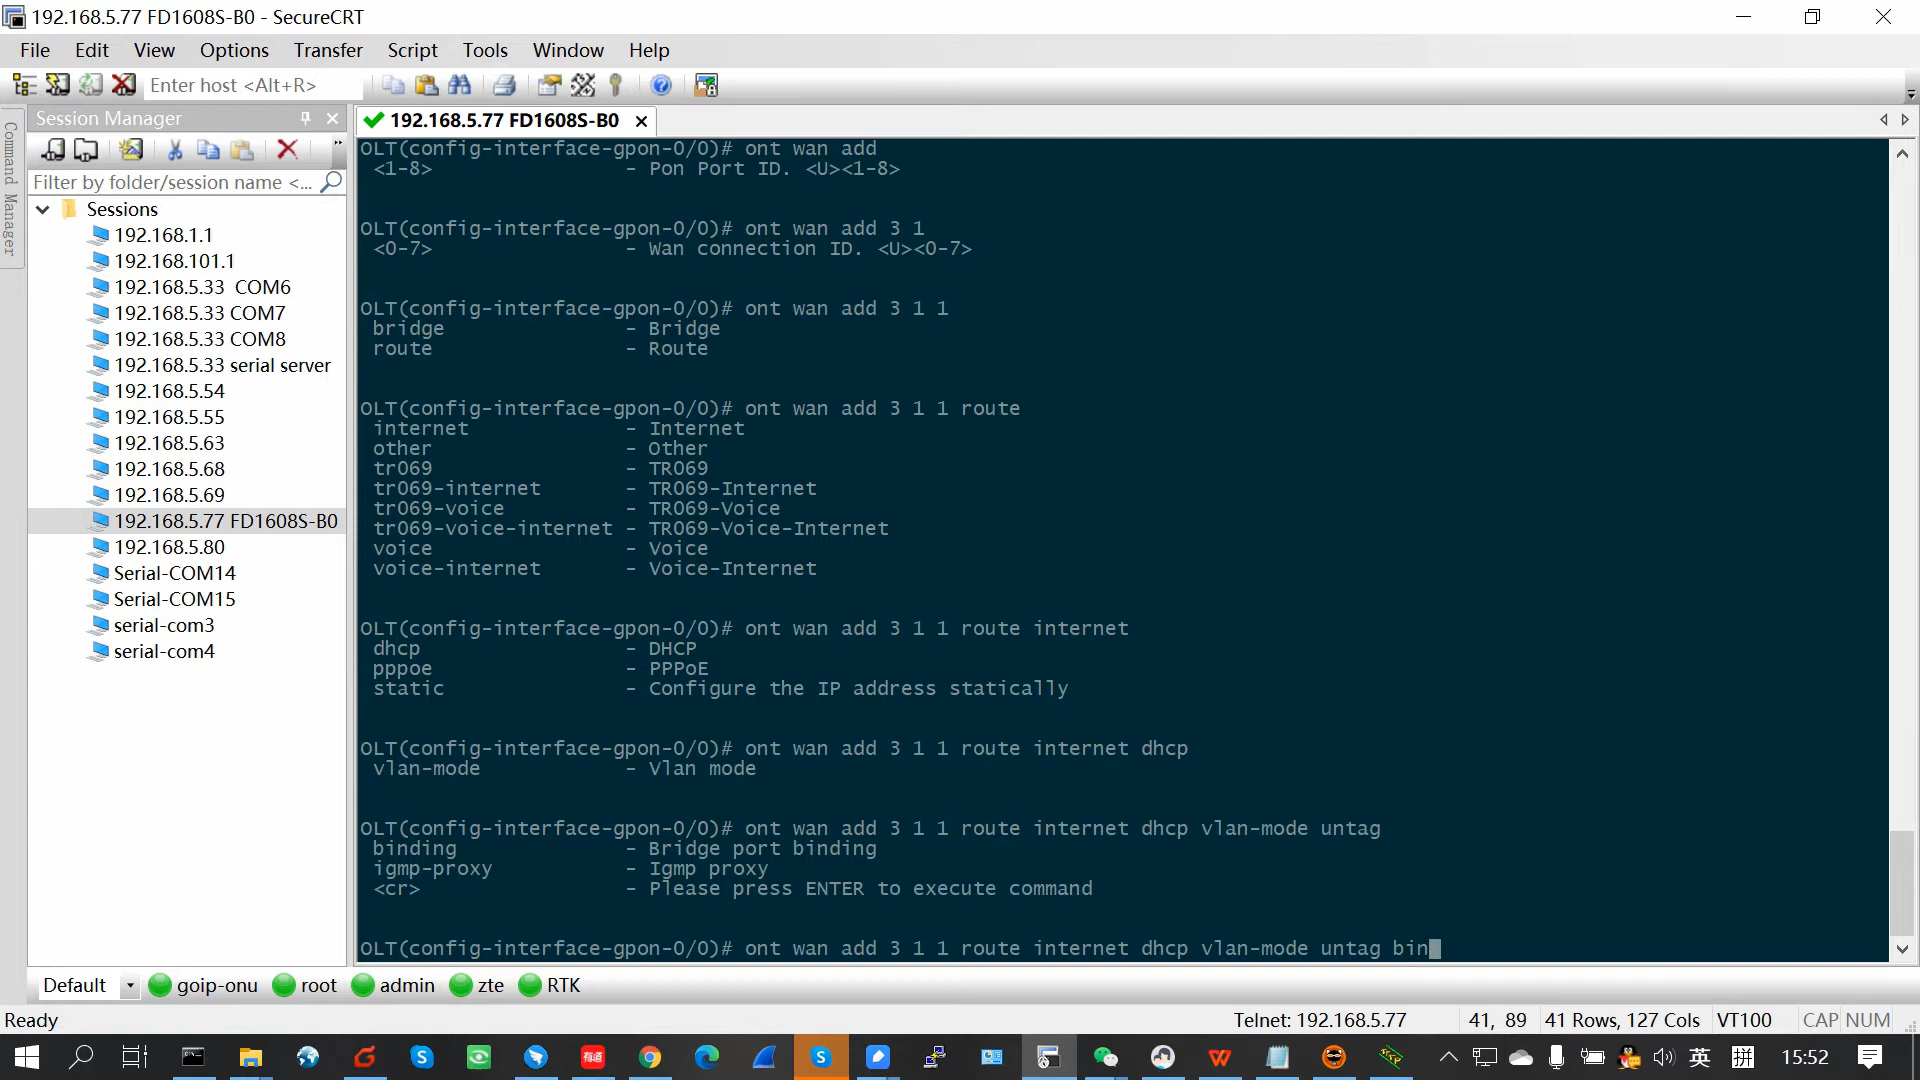 192.168.5.77 FD1608S-B0 - SecureCRT
File Edit View Options Transfer Script Tools Window Help
Enter host <Alt+R>
Command Manager
Session Manager
Filter by folder/session name <...
Sessions
192.168.1.1
192.168.101.1
192.168.5.33  COM6
192.168.5.33 COM7
192.168.5.33 COM8
192.168.5.33 serial server
192.168.5.54
192.168.5.55
192.168.5.63
192.168.5.68
192.168.5.69
192.168.5.77 FD1608S-B0
192.168.5.80
Serial-COM14
Serial-COM15
serial-com3
serial-com4
192.168.5.77 FD1608S-B0
OLT(config-interface-gpon-0/0)# ont wan add
<1-8> - Pon Port ID. <U><1-8>
OLT(config-interface-gpon-0/0)# ont wan add 3 1
<0-7> - Wan connection ID. <U><0-7>
OLT(config-interface-gpon-0/0)# ont wan add 3 1 1
bridge - Bridge
route - Route
OLT(config-interface-gpon-0/0)# ont wan add 3 1 1 route
internet - Internet
other - Other
tr069 - TR069
tr069-internet - TR069-Internet
tr069-voice - TR069-Voice
tr069-voice-internet - TR069-Voice-Internet
voice - Voice
voice-internet - Voice-Internet
OLT(config-interface-gpon-0/0)# ont wan add 3 1 1 route internet
dhcp - DHCP
pppoe - PPPoE
static - Configure the IP address statically
OLT(config-interface-gpon-0/0)# ont wan add 3 1 1 route internet dhcp
vlan-mode - Vlan mode
OLT(config-interface-gpon-0/0)# ont wan add 3 1 1 route internet dhcp vlan-mode untag
binding - Bridge port binding
igmp-proxy - Igmp proxy
<cr> - Please press ENTER to execute command
OLT(config-interface-gpon-0/0)# ont wan add 3 1 1 route internet dhcp vlan-mode untag bin
Default goip-onu root admin zte RTK
Ready Telnet: 192.168.5.77 41, 89 41 Rows, 127 Cols VT100 CAP NUM
有道 英 拼 15:52